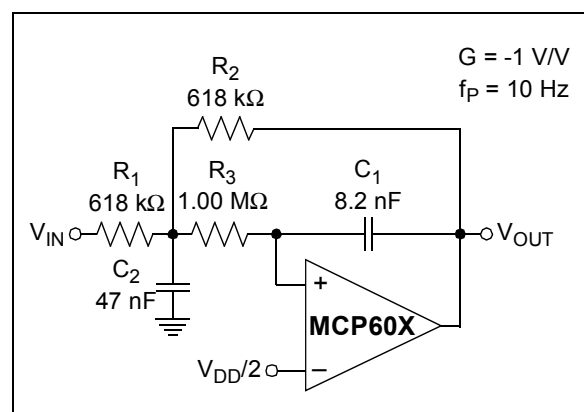 G = -1 V/V
fP = 10 Hz
R2
618 kΩ
R1
618 kΩ
R3
1.00 MΩ
C1
8.2 nF
VIN
VOUT
C2
47 nF
+
MCP60X
VDD/2
−